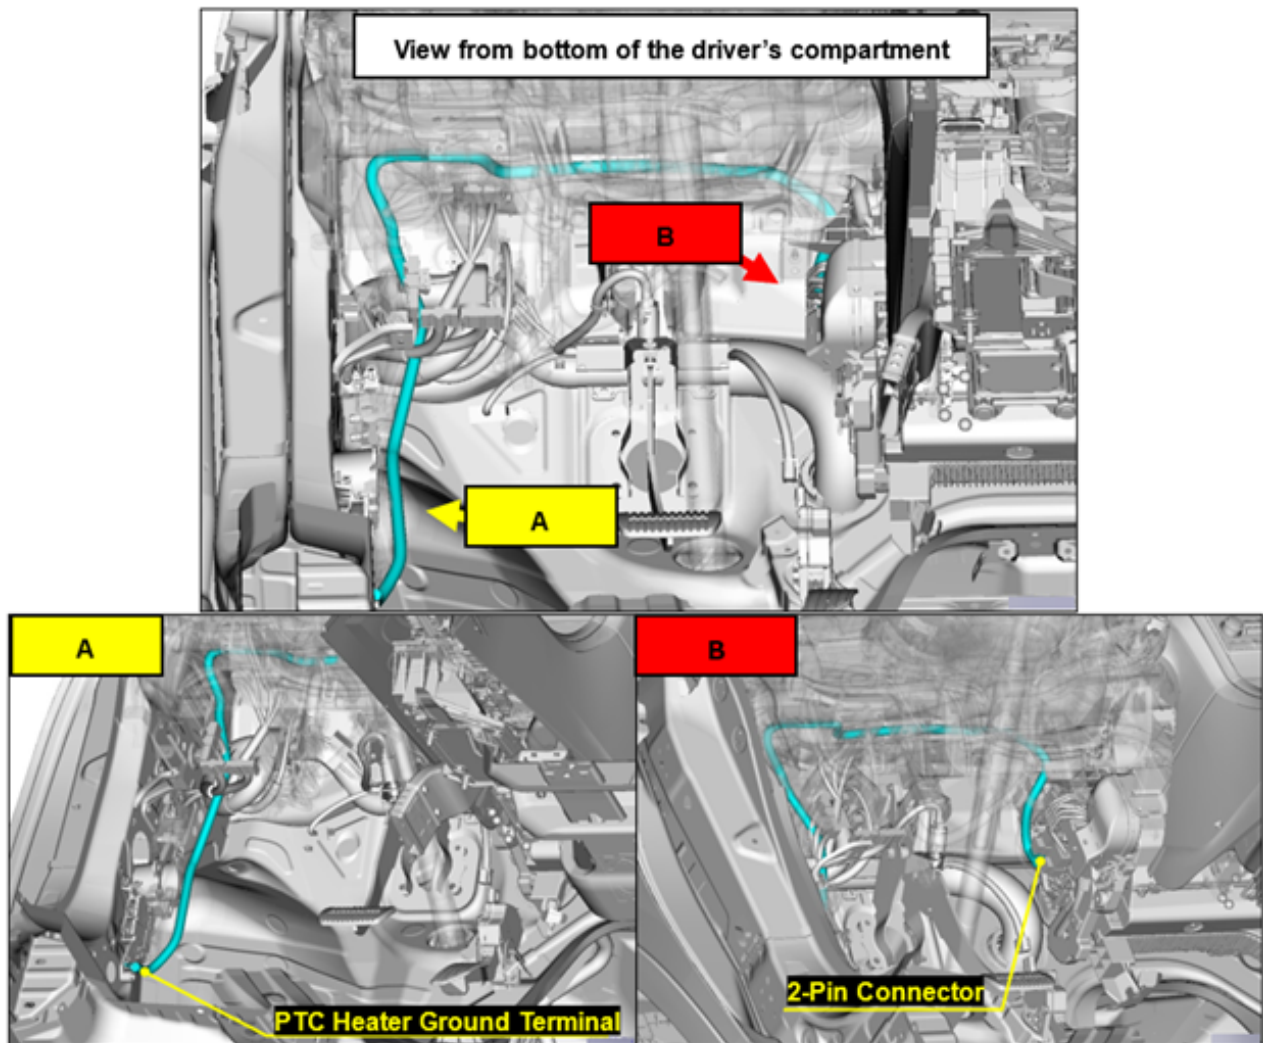 View from bottom of the driver's compartment
B
A
A
B
2-Pin Connector
PTC Heater Ground Terminal